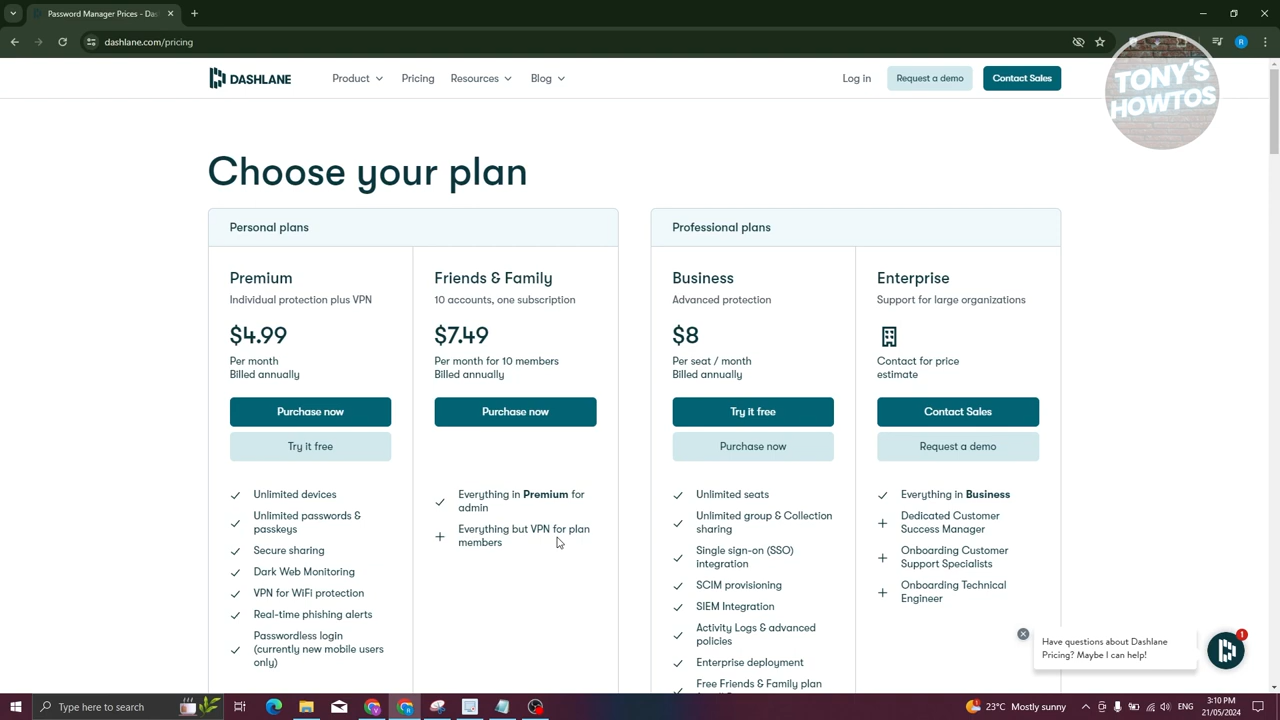 Password Manager Prices - Das
dashlane.com/pricing
R
TONY'S
HOWTOS
DASHLANE
Product
Pricing
Resources
Blog
Log in
Request a demo
Contact Sales
Choose your plan
Personal plans
Premium
Individual protection plus VPN
$4.99
Per month
Billed annually
Purchase now
Try it free
Unlimited devices
Unlimited passwords &
passkeys
Secure sharing
Dark Web Monitoring
VPN for WiFi protection
Real-time phishing alerts
Passwordless login
(currently new mobile users
only)
Friends & Family
10 accounts, one subscription
$7.49
Per month for 10 members
Billed annually
Purchase now
Everything in Premium for
admin
Everything but VPN for plan
members
Professional plans
Business
Advanced protection
$8
Per seat / month
Billed annually
Try it free
Purchase now
Unlimited seats
Unlimited group & Collection
sharing
Single sign-on (SSO)
integration
SCIM provisioning
SIEM Integration
Activity Logs & advanced
policies
Enterprise deployment
Free Friends & Family plan
Enterprise
Support for large organizations
Contact for price
estimate
Contact Sales
Request a demo
Everything in Business
Dedicated Customer
Success Manager
Onboarding Customer
Support Specialists
Onboarding Technical
Engineer
Have questions about Dashlane
Pricing? Maybe I can help!
1
Type here to search
23°C Mostly sunny
3:10 PM
21/05/2024